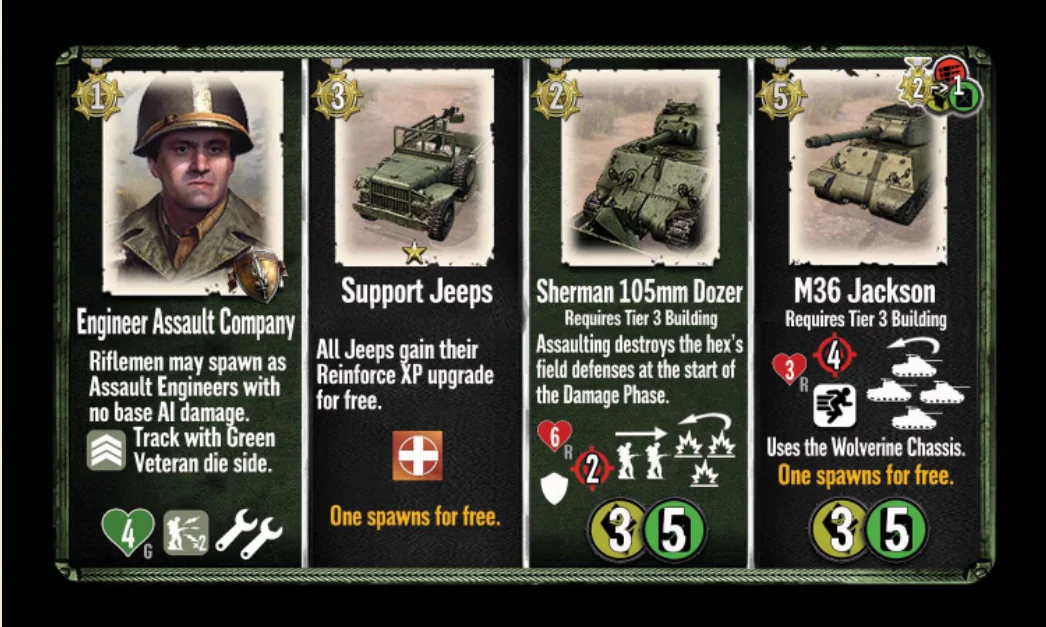 1
Engineer Assault Company
Riflemen may spawn as
Assault Engineers with
no base AI damage.
Track with Green
Veteran die side.
4
G
x2
3
Support Jeeps
All Jeeps gain their
Reinforce XP upgrade
for free.
One spawns for free.
2
Sherman 105mm Dozer
Requires Tier 3 Building
Assaulting destroys the hex's
field defenses at the start of
the Damage Phase.
6
R
2
3 5
5
2->1
M36 Jackson
Requires Tier 3 Building
3
R
4
Uses the Wolverine Chassis.
One spawns for free.
3 5